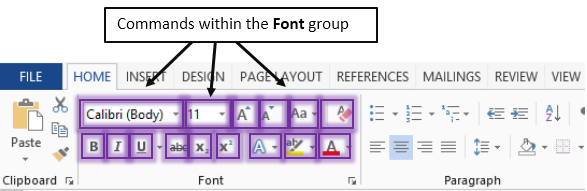 Commands within the Font group
FILE HOME INSERT DESIGN PAGE LAYOUT REFERENCES MAILINGS REVIEW VIEW
Calibri (Body) 11 A A Aa A
Paste B I U abc X₂ X² A ab A
Clipboard Font Paragraph